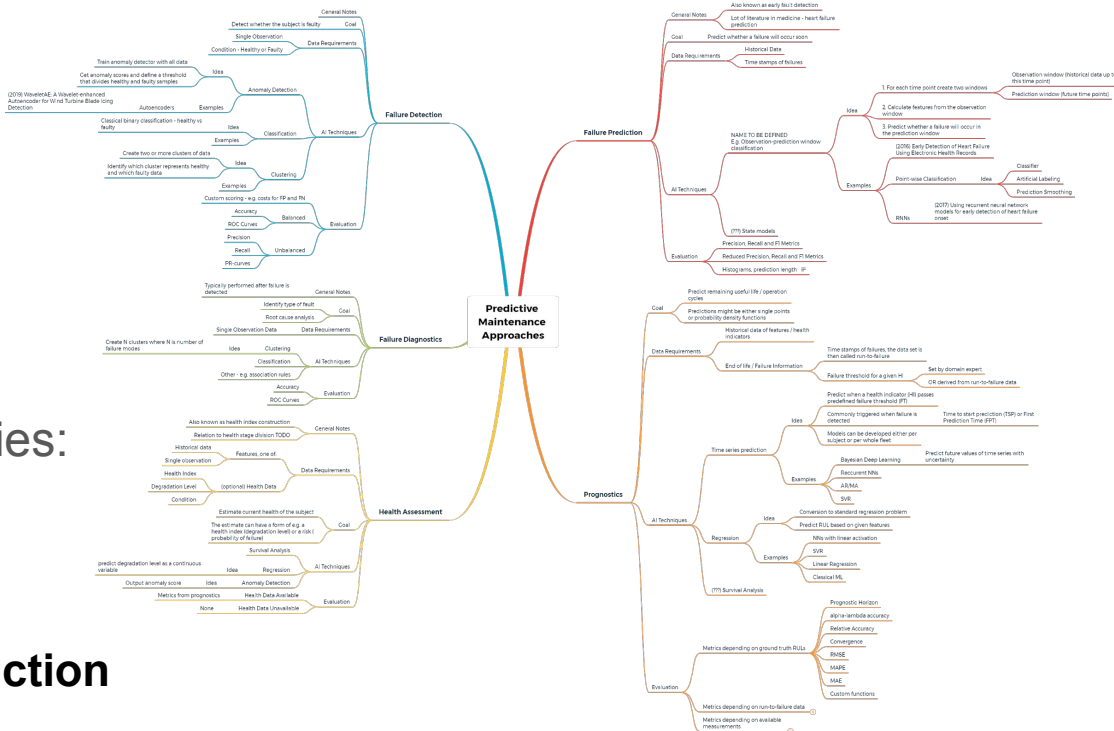 Predictive
Maintenance
Approaches
Failure Detection
General Notes
Goal
Detect whether the subject is faulty
Data Requirements
Single Observation
Condition - Healthy or Faulty
AI Techniques
Anomaly Detection
Idea
Train anomaly detector with all data
Get anomaly scores and define a threshold
that divides healthy and faulty samples
Examples
Autoencoders
(2019) WaveletAE: A Wavelet-enhanced
Autoencoder for Wind Turbine Blade Icing
Detection
Classification
Idea
Classical binary classification - healthy vs
faulty
Examples
Clustering
Idea
Create two or more clusters of data
Identify which cluster represents healthy
and which faulty data
Examples
Evaluation
Custom scoring - e.g. costs for FP and FN
Balanced
Accuracy
ROC Curves
Unbalanced
Precision
Recall
PR-curves
Failure Diagnostics
General Notes
Typically performed after failure is
detected
Goal
Identify type of fault
Root cause analysis
Data Requirements
Single Observation Data
AI Techniques
Clustering
Idea
Create N clusters where N is number of
failure modes
Classification
Other - e.g. association rules
Evaluation
Accuracy
ROC Curves
Health Assessment
General Notes
Also known as health index construction
Relation to health stage division TODO
Data Requirements
Features, one of:
Historical data
Single observation
(optional) Health Data
Health Index
Degradation Level
Condition
Goal
Estimate current health of the subject
The estimate can have a form of e.g. a
health index (degradation level) or a risk (
probability of failure)
AI Techniques
Survival Analysis
Regression
Idea
predict degradation level as a continuous
variable
Anomaly Detection
Idea
Output anomaly score
Evaluation
Health Data Available
Metrics from prognostics
Health Data Unavailable
None
Failure Prediction
General Notes
Also known as early fault detection
Lot of literature in medicine - heart failure
prediction
Goal
Predict whether a failure will occur soon
Data Requirements
Historical Data
Time stamps of failures
AI Techniques
NAME TO BE DEFINED
E.g. Observation-prediction window
classification
Idea
1. For each time point create two windows
Observation window (historical data up to
this time point)
Prediction window (future time points)
2. Calculate features from the observation
window
3. Predict whether a failure will occur in
the prediction window
Examples
(2016) Early Detection of Heart Failure
Using Electronic Health Records
Point-wise Classification
Idea
Classifier
Artificial Labeling
Prediction Smoothing
RNNs
(2017) Using recurrent neural network
models for early detection of heart failure
onset
(???) State models
Evaluation
Precision, Recall and F1 Metrics
Reduced Precision, Recall and F1 Metrics
Histograms, prediction length
Prognostics
Goal
Predict remaining useful life / operation
cycles
Predictions might be either single points
or probability density functions
Data Requirements
Historical data of features / health
indicators
End of life / Failure Information
Time stamps of failures, the data set is
then called run-to-failure
Failure threshold for a given HI
Set by domain expert
OR derived from run-to-failure data
AI Techniques
Time series prediction
Idea
Predict when a health indicator (HI) passes
predefined failure threshold (FT)
Commonly triggered when failure is
detected
Time to start prediction (TSP) or First
Prediction Time (FPT)
Models can be developed either per
subject or per whole fleet
Examples
Bayesian Deep Learning
Predict future values of time series with
uncertainty
Reccurent NNs
AR/MA
SVR
Regression
Idea
Conversion to standard regression problem
Predict RUL based on given features
Examples
NNs with linear activation
SVR
Linear Regression
Classical ML
(???) Survival Analysis
Evaluation
Metrics depending on ground truth RULs
Prognostic Horizon
alpha-lambda accuracy
Relative Accuracy
Convergence
RMSE
MAPE
MAE
Custom functions
Metrics depending on run-to-failure data
Metrics depending on available
measurements
ies:
ction